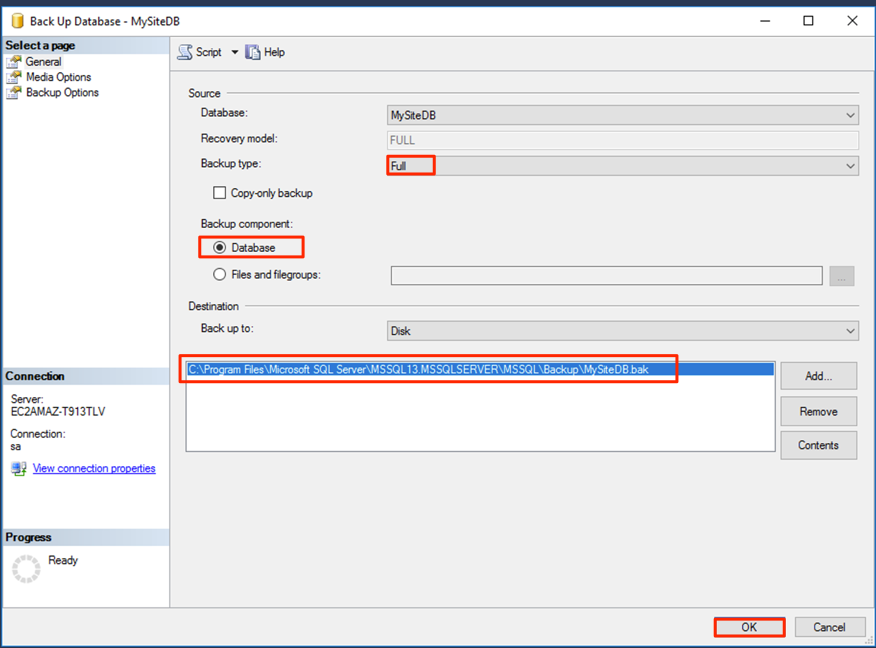 Back Up Database - MySiteDB
Select a page
General
Media Options
Backup Options
Script
Help
Source
Database:
MySiteDB
Recovery model:
FULL
Backup type:
Full
Copy-only backup
Backup component:
Database
Files and filegroups:
...
Destination
Back up to:
Disk
C:\Program Files\Microsoft SQL Server\MSSQL13.MSSQLSERVER\MSSQL\Backup\MySiteDB.bak
Add...
Remove
Contents
Connection
Server:
EC2AMAZ-T913TLV
Connection:
sa
View connection properties
Progress
Ready
OK
Cancel